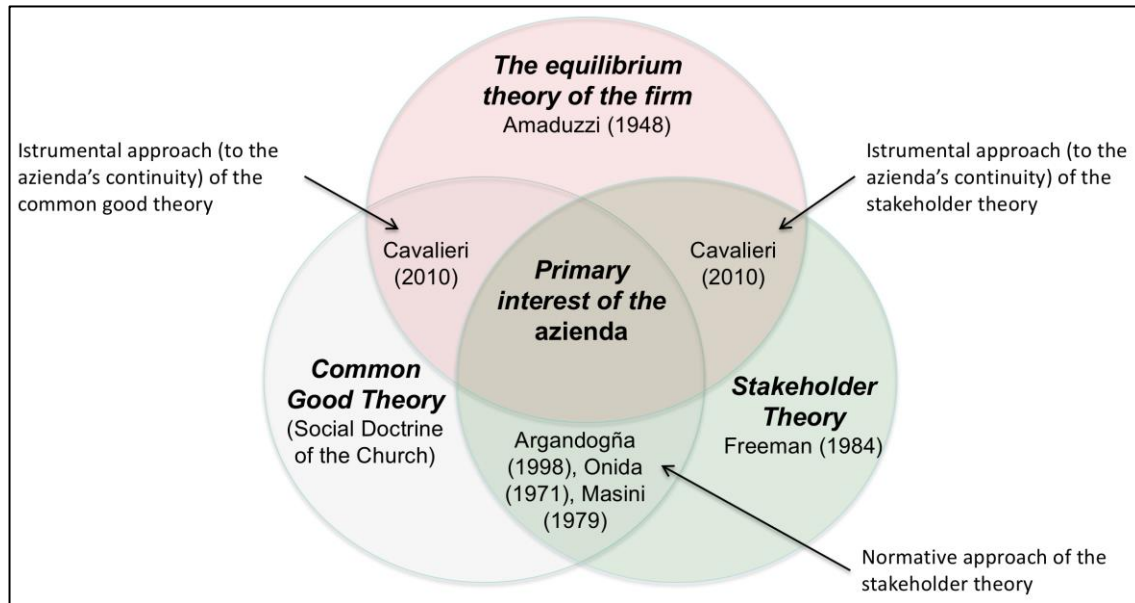 The equilibrium
theory of the firm
Amaduzzi (1948)
Istrumental approach (to the
azienda's continuity) of the
common good theory
Istrumental approach (to the
azienda's continuity) of the
stakeholder theory
Cavalieri
(2010)
Cavalieri
(2010)
Primary
interest of the
azienda
Common
Good Theory
(Social Doctrine
of the Church)
Stakeholder
Theory
Freeman (1984)
Argandogña
(1998), Onida
(1971), Masini
(1979)
Normative approach of the
stakeholder theory